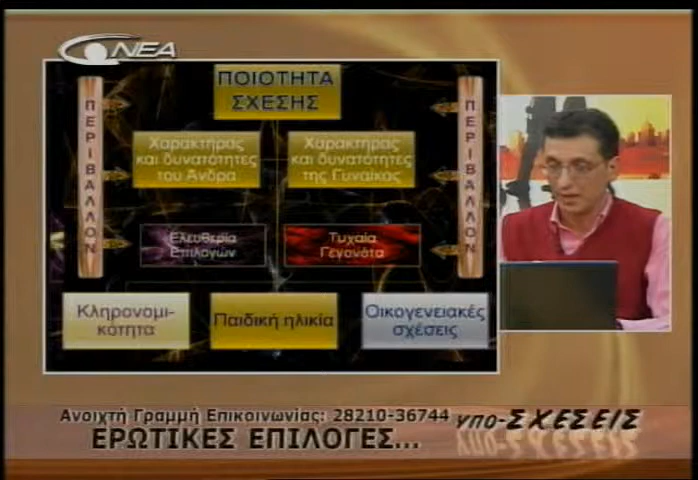 ΝΕΑ
ΠΟΙΟΤΗΤΑ
ΣΧΕΣΗΣ
ΠΕΡΙΒΑΛΛΟΝ
Χαρακτήρας
και δυνατότητες
του Άνδρα
Χαρακτήρας
και δυνατότητες
της Γυναίκας
ΠΕΡΙΒΑΛΛΟΝ
Ελευθερία
Επιλογών
Τυχαία
Γεγονότα
Κληρονομι-
κότητα
Παιδική ηλικία
Οικογενειακές
σχέσεις
Ανοιχτή Γραμμή Επικοινωνίας: 28210-36744
υπο-ΣΧΕΣΕΙΣ
ΕΡΩΤΙΚΕΣ ΕΠΙΛΟΓΕΣ...